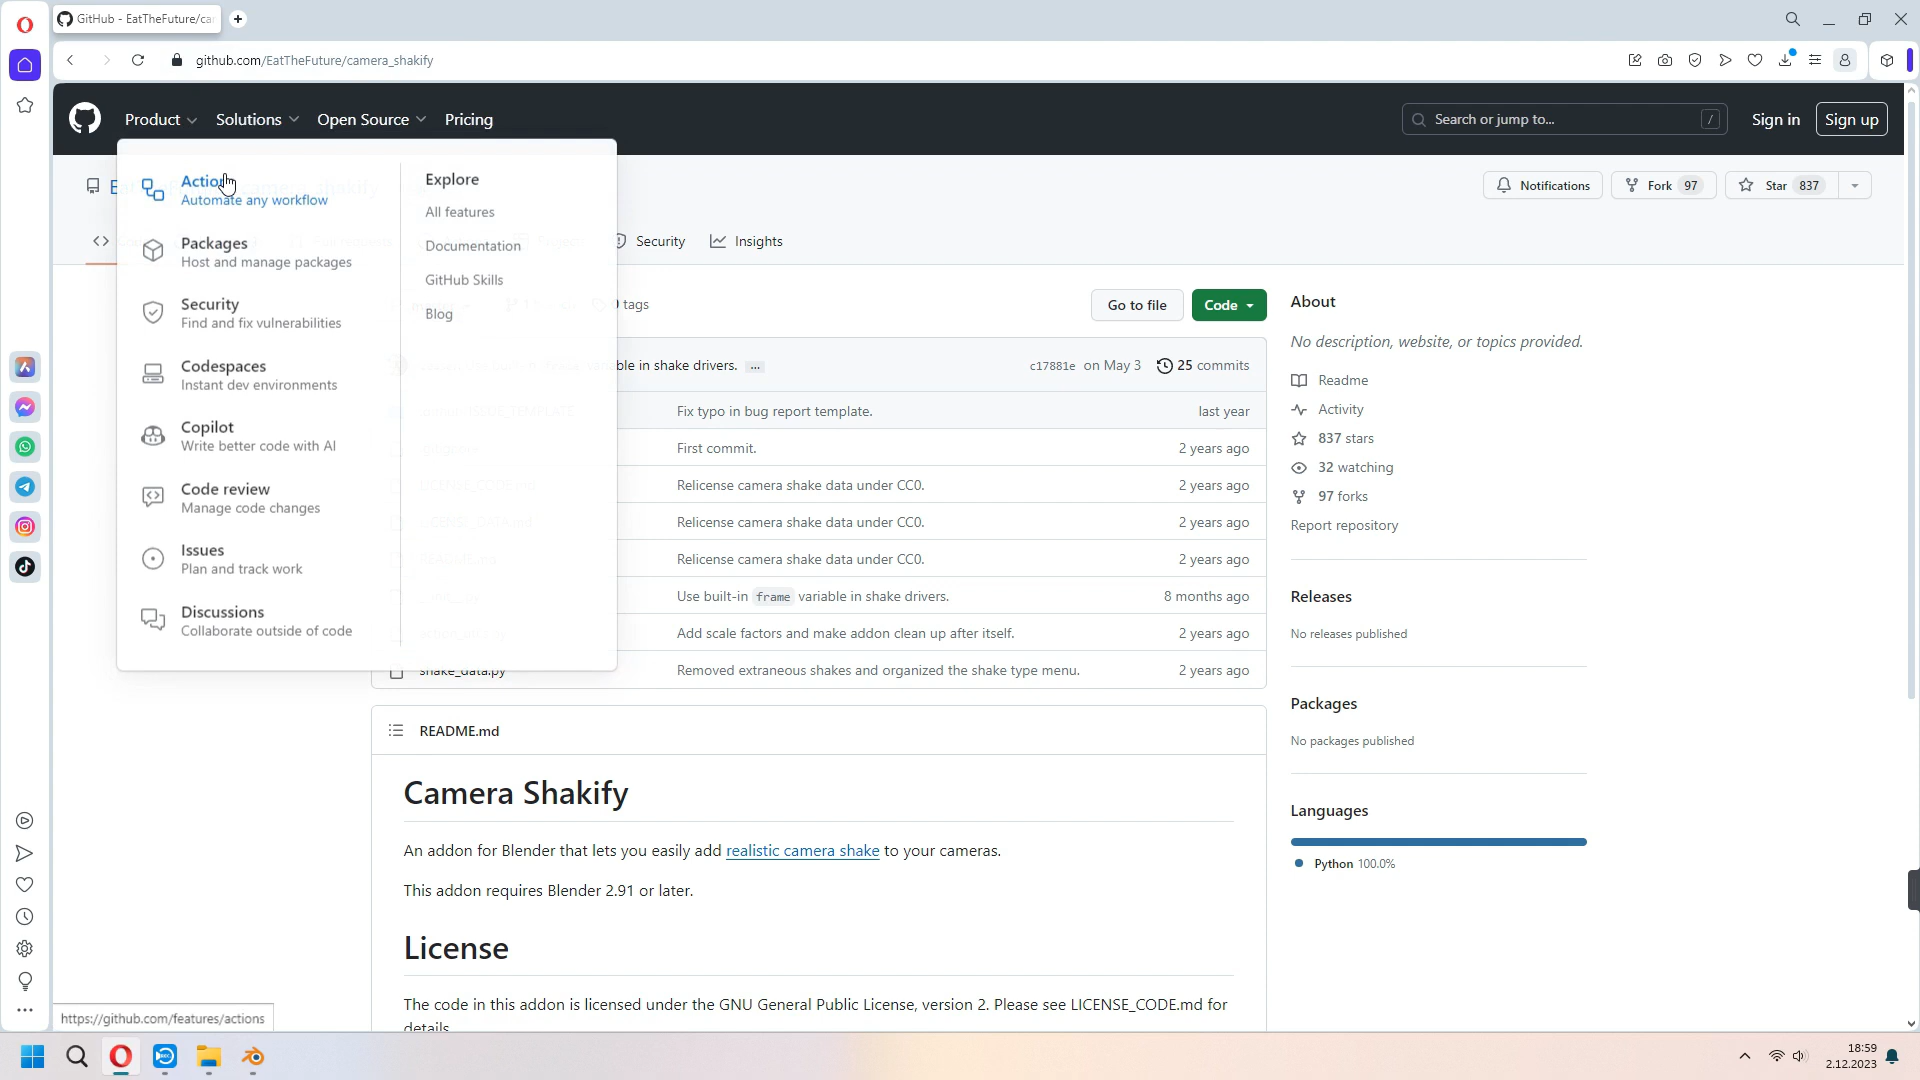 GitHub - EatTheFuture/ca
github.com/EatTheFuture/camera_shakify
Product
Solutions
Open Source
Pricing
Search or jump to...
/
Sign in
Sign up
Actions
Automate any workflow
Packages
Host and manage packages
Security
Find and fix vulnerabilities
Codespaces
Instant dev environments
Copilot
Write better code with AI
Code review
Manage code changes
Issues
Plan and track work
Discussions
Collaborate outside of code
Explore
All features
Documentation
GitHub Skills
Blog
Notifications
Fork 97
Star 837
Security
Insights
0 tags
Go to file
Code
variable in shake drivers. ...
c17881e on May 3
25 commits
Fix typo in bug report template.
last year
First commit.
2 years ago
LICENSE_CODE.md
Relicense camera shake data under CC0.
2 years ago
LICENSE_DATA.md
Relicense camera shake data under CC0.
2 years ago
README.md
Relicense camera shake data under CC0.
2 years ago
Use built-in frame variable in shake drivers.
8 months ago
Add scale factors and make addon clean up after itself.
2 years ago
shake_data.py
Removed extraneous shakes and organized the shake type menu.
2 years ago
README.md
Camera Shakify
An addon for Blender that lets you easily add realistic camera shake to your cameras.
This addon requires Blender 2.91 or later.
License
The code in this addon is licensed under the GNU General Public License, version 2. Please see LICENSE_CODE.md for
details
About
No description, website, or topics provided.
Readme
Activity
837 stars
32 watching
97 forks
Report repository
Releases
No releases published
Packages
No packages published
Languages
Python 100.0%
https://github.com/features/actions
18:59
2.12.2023